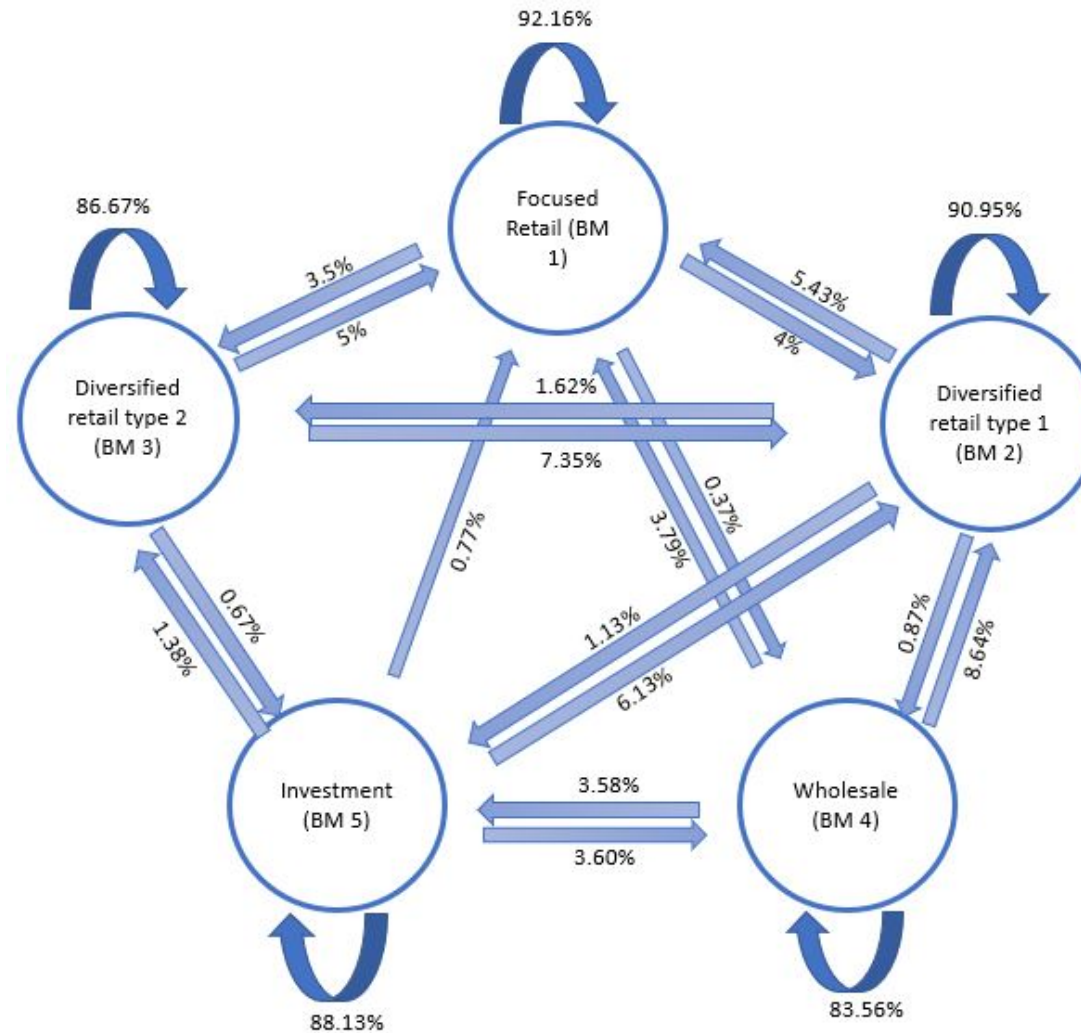 92.16%
Focused
Retail (BM
1)
86.67%
90.95%
3.5%
5%
5.43%
4%
Diversified
retail type 2
(BM 3)
1.62%
7.35%
Diversified
retail type 1
(BM 2)
0.77%
0.37%
3.79%
0.67%
1.38%
1.13%
6.13%
0.87%
8.64%
Investment
(BM 5)
3.58%
3.60%
Wholesale
(BM 4)
88.13%
83.56%